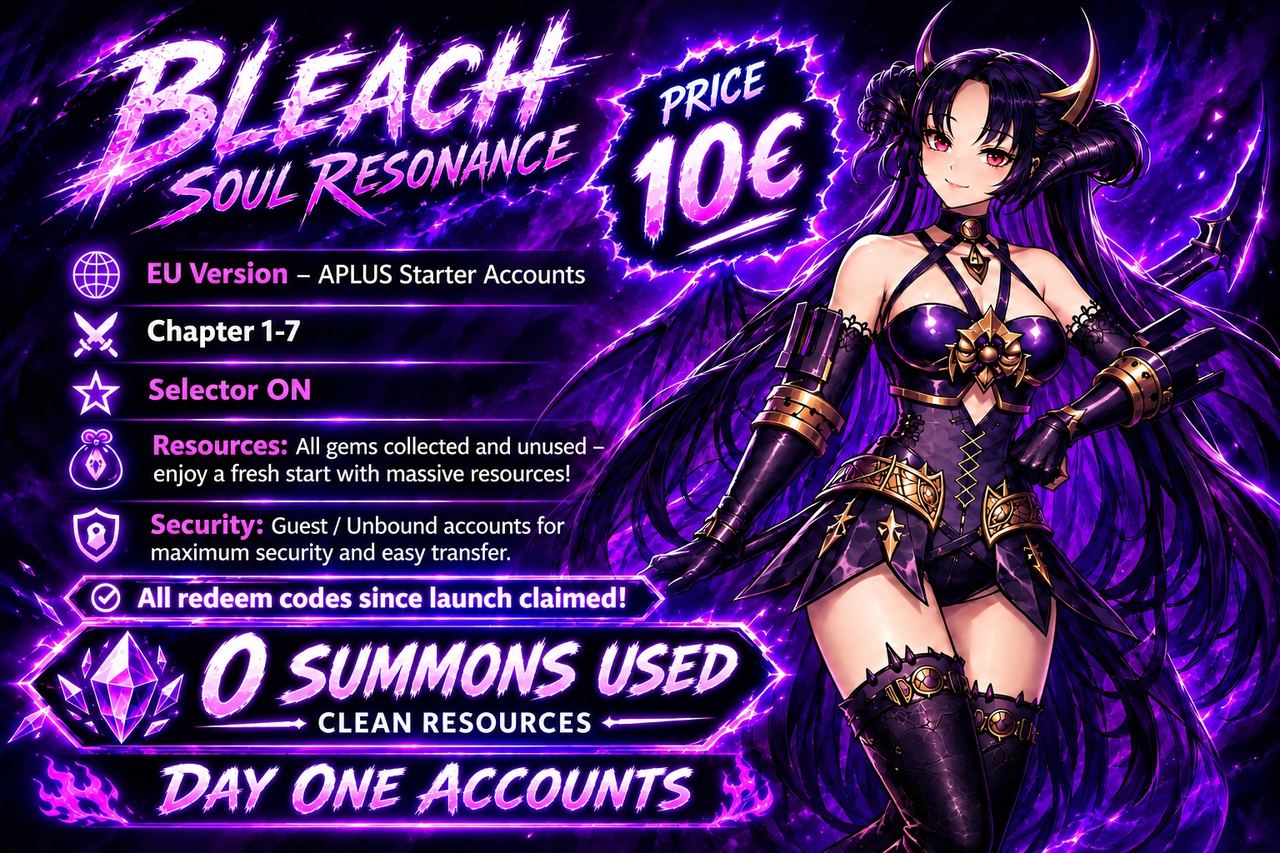 BLEACH
SOUL RESONANCE
PRICE
10€
EU Version – APLUS Starter Accounts
Chapter 1-7
Selector ON
Resources: All gems collected and unused –
enjoy a fresh start with massive resources!
Security: Guest / Unbound accounts for
maximum security and easy transfer.
All redeem codes since launch claimed!
0 SUMMONS USED
CLEAN RESOURCES
DAY ONE ACCOUNTS